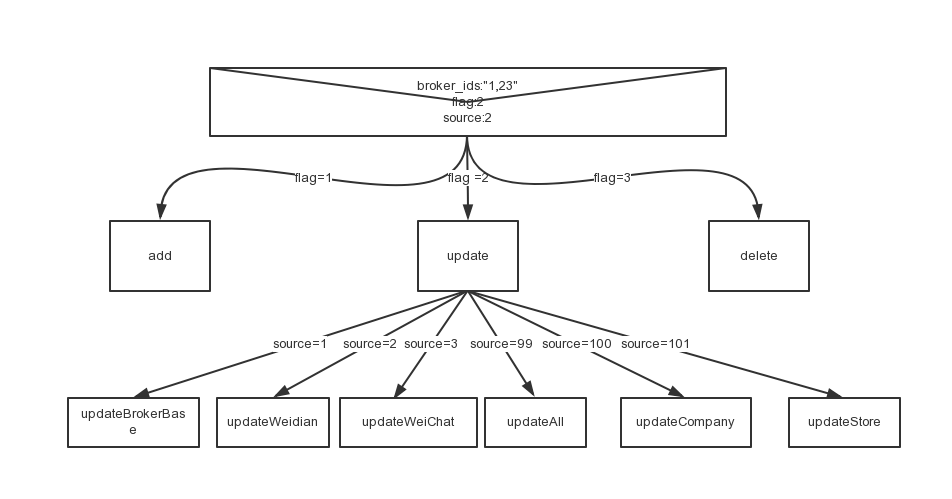 broker_ids:"1,23"
flag:2
source:2
flag=1
flag =2
flag=3
add
update
delete
source=1
source=2
source=3
source=99
source=100
source=101
updateBrokerBas
e
updateWeidian
updateWeiChat
updateAll
updateCompany
updateStore